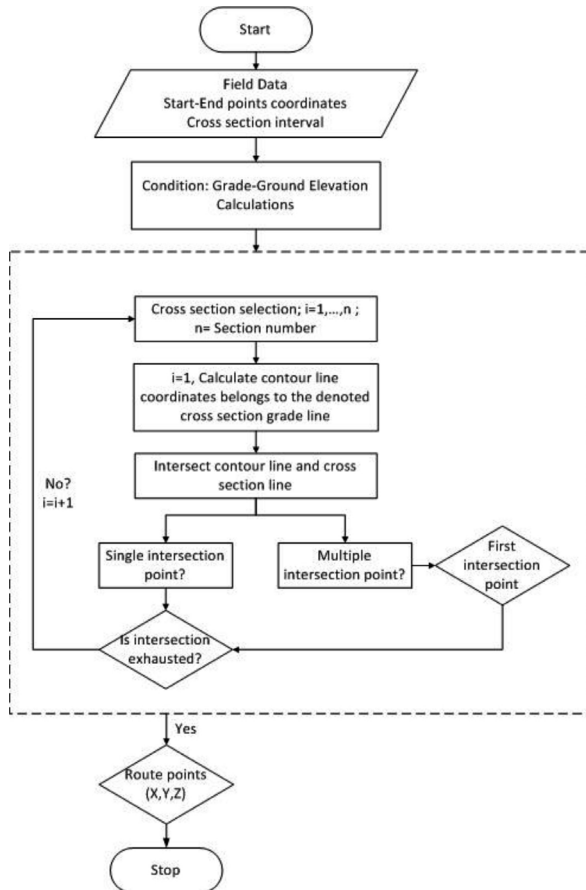 Start
Field Data
Start-End points coordinates
Cross section interval
Condition: Grade-Ground Elevation
Calculations
Cross section selection; i=1,...,n ;
n= Section number
i=1, Calculate contour line
coordinates belongs to the denoted
cross section grade line
Intersect contour line and cross
section line
No?
i=i+1
Single intersection
point?
Multiple
intersection point?
First
intersection
point
Is intersection
exhausted?
Yes
Route points
(X,Y,Z)
Stop